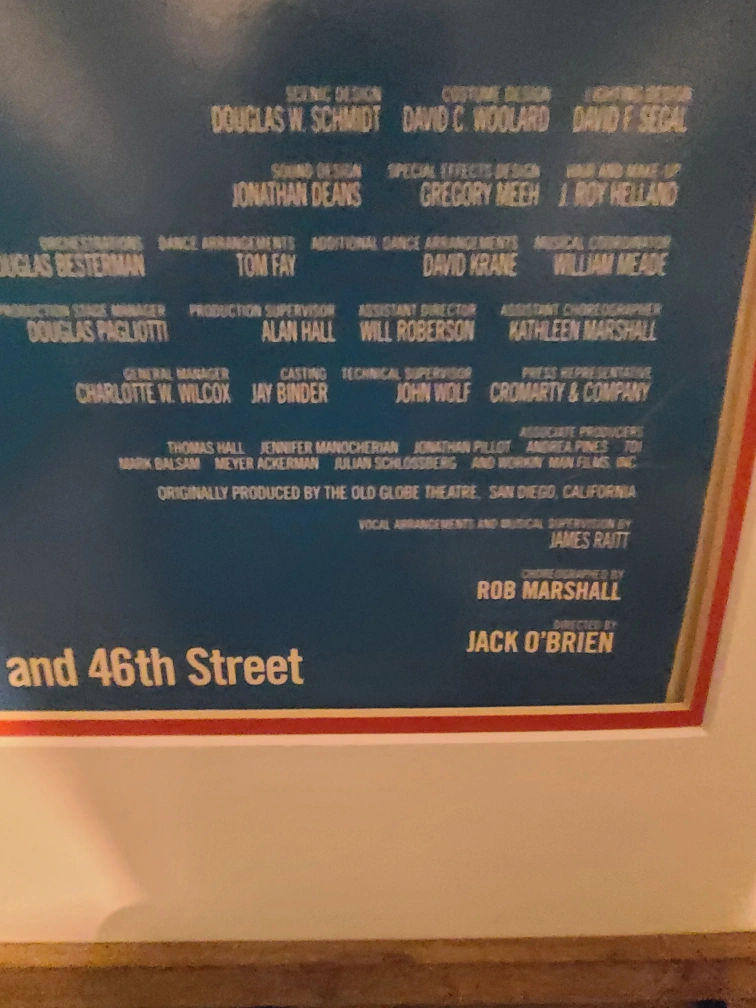 SCENIC DESIGN COSTUME DESIGN LIGHTING DESIGN
DOUGLAS W. SCHMIDT DAVID C. WOOLARD DAVID F. SEGAL
SOUND DESIGN SPECIAL EFFECTS DESIGN HAIR AND MAKE-UP
JONATHAN DEANS GREGORY MEEH J. ROY HELLAND
ORCHESTRATIONS DANCE ARRANGEMENTS ADDITIONAL DANCE ARRANGEMENTS MUSICAL COORDINATOR
OUGLAS BESTERMAN TOM FAY DAVID KRANE WILLIAM MEADE
PRODUCTION STAGE MANAGER PRODUCTION SUPERVISOR ASSISTANT DIRECTOR ASSISTANT CHOREOGRAPHER
DOUGLAS PAGLIOTTI ALAN HALL WILL ROBERSON KATHLEEN MARSHALL
GENERAL MANAGER CASTING TECHNICAL SUPERVISOR PRESS REPRESENTATIVE
CHARLOTTE W. WILCOX JAY BINDER JOHN WOLF CROMARTY & COMPANY
ASSOCIATE PRODUCERS
THOMAS HALL JENNIFER MANOCHERIAN JONATHAN PILLOT ANDREA PINES TDI
MARK BALSAM MEYER ACKERMAN JULIAN SCHLOSSBERG AND WORKIN' MAN FILMS, INC.
ORIGINALLY PRODUCED BY THE OLD GLOBE THEATRE, SAN DIEGO, CALIFORNIA
VOCAL ARRANGEMENTS AND MUSICAL SUPERVISION BY
JAMES RAITT
CHOREOGRAPHED BY
ROB MARSHALL
DIRECTED BY
JACK O'BRIEN
and 46th Street